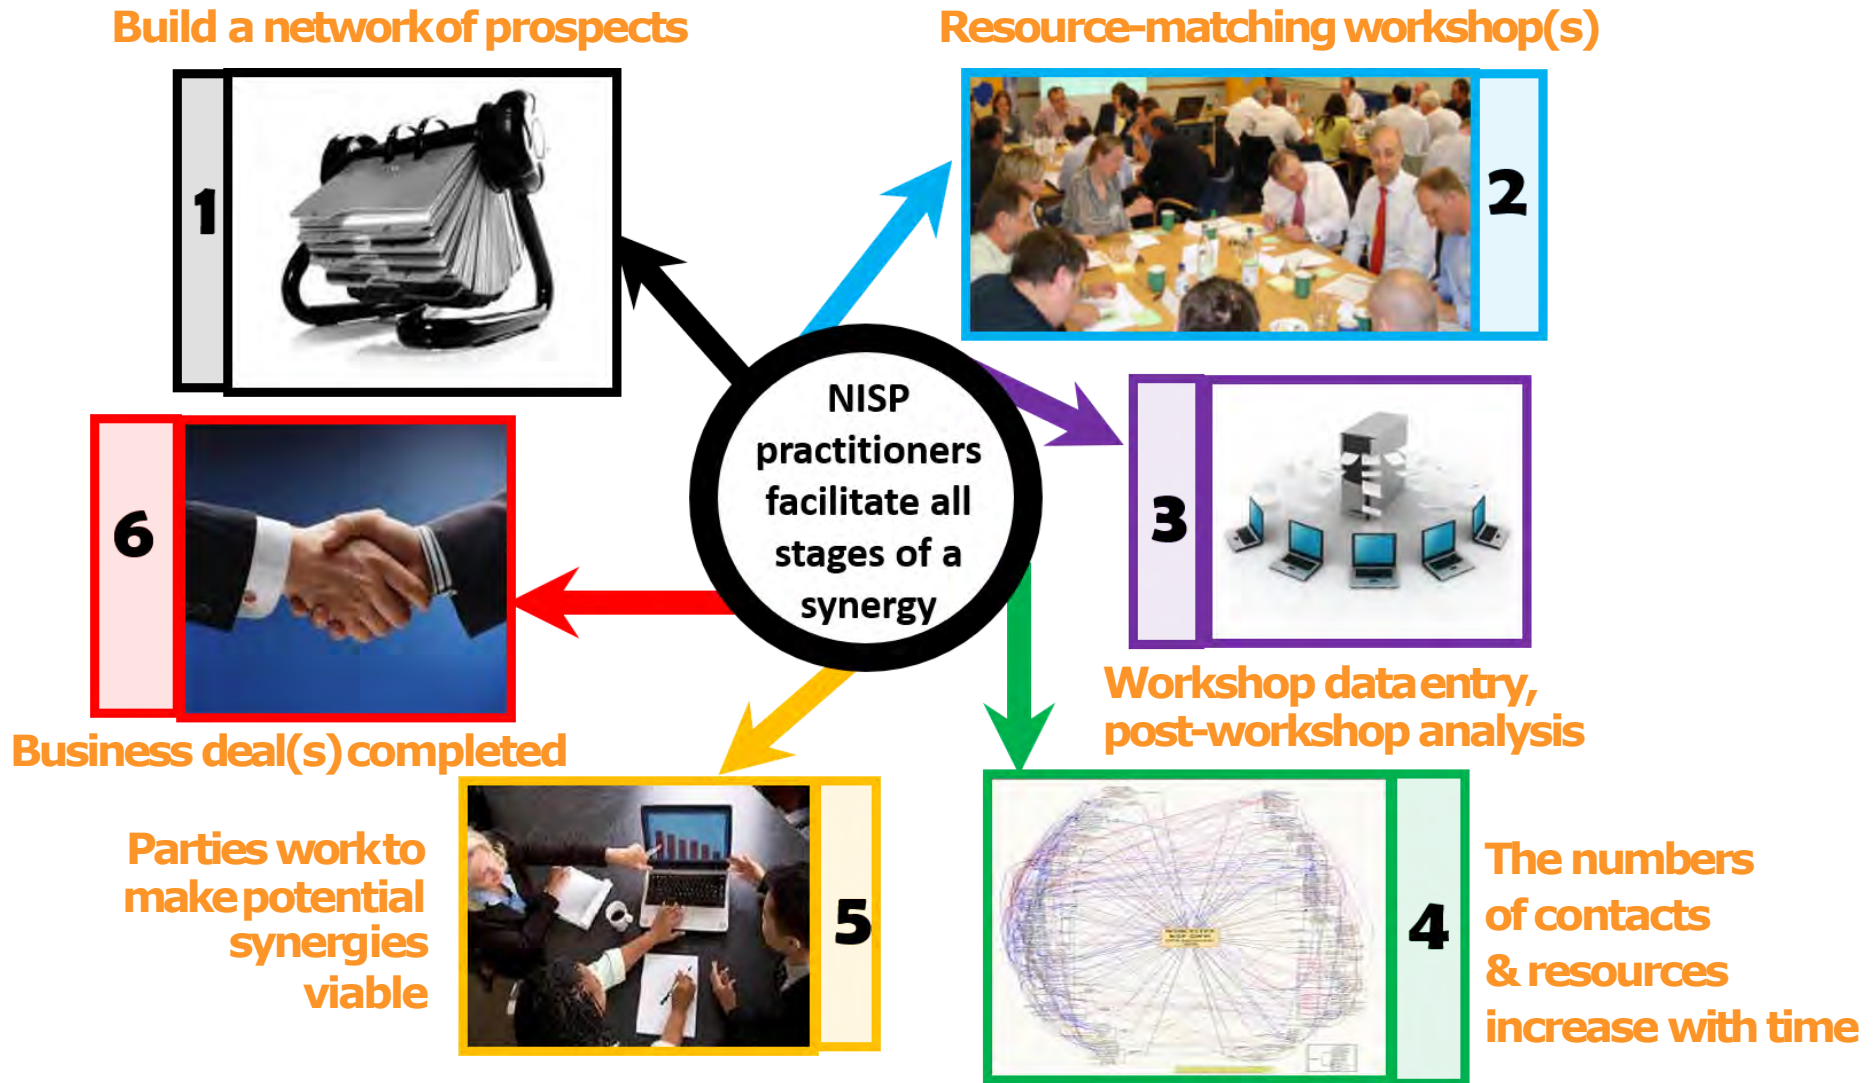 Build a network of prospects
Resource-matching workshop(s)
1
2
NISP
practitioners
facilitate all
stages of a
synergy
3
6
Workshop data entry,
post-workshop analysis
Business deal(s) completed
Parties work to
make potential
synergies
viable
5
4
The numbers
of contacts
& resources
increase with time